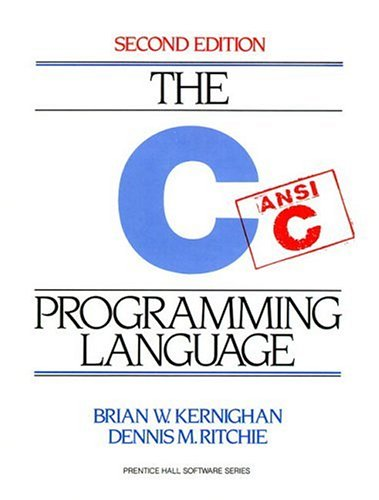 SECOND EDITION
THE
C
ANSI
C
PROGRAMMING
LANGUAGE
BRIAN W. KERNIGHAN
DENNIS M. RITCHIE
PRENTICE HALL SOFTWARE SERIES